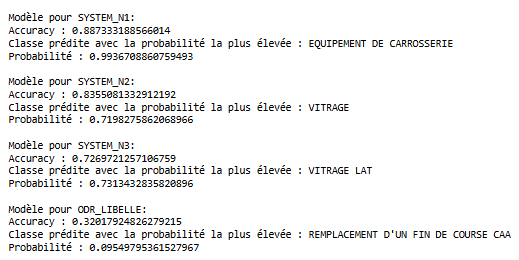 Modèle pour SYSTEM_N1:
Accuracy : 0.887333188566014
Classe prédite avec la probabilité la plus élevée : EQUIPEMENT DE CARROSSERIE
Probabilité : 0.9936708860759493
Modèle pour SYSTEM_N2:
Accuracy : 0.8355081332912192
Classe prédite avec la probabilité la plus élevée : VITRAGE
Probabilité : 0.7198275862068966
Modèle pour SYSTEM_N3:
Accuracy : 0.7269721257106759
Classe prédite avec la probabilité la plus élevée : VITRAGE LAT
Probabilité : 0.7313432835820896
Modèle pour ODR_LIBELLE:
Accuracy : 0.32017924826279215
Classe prédite avec la probabilité la plus élevée : REMPLACEMENT D'UN FIN DE COURSE CAA
Probabilité : 0.09549795361527967